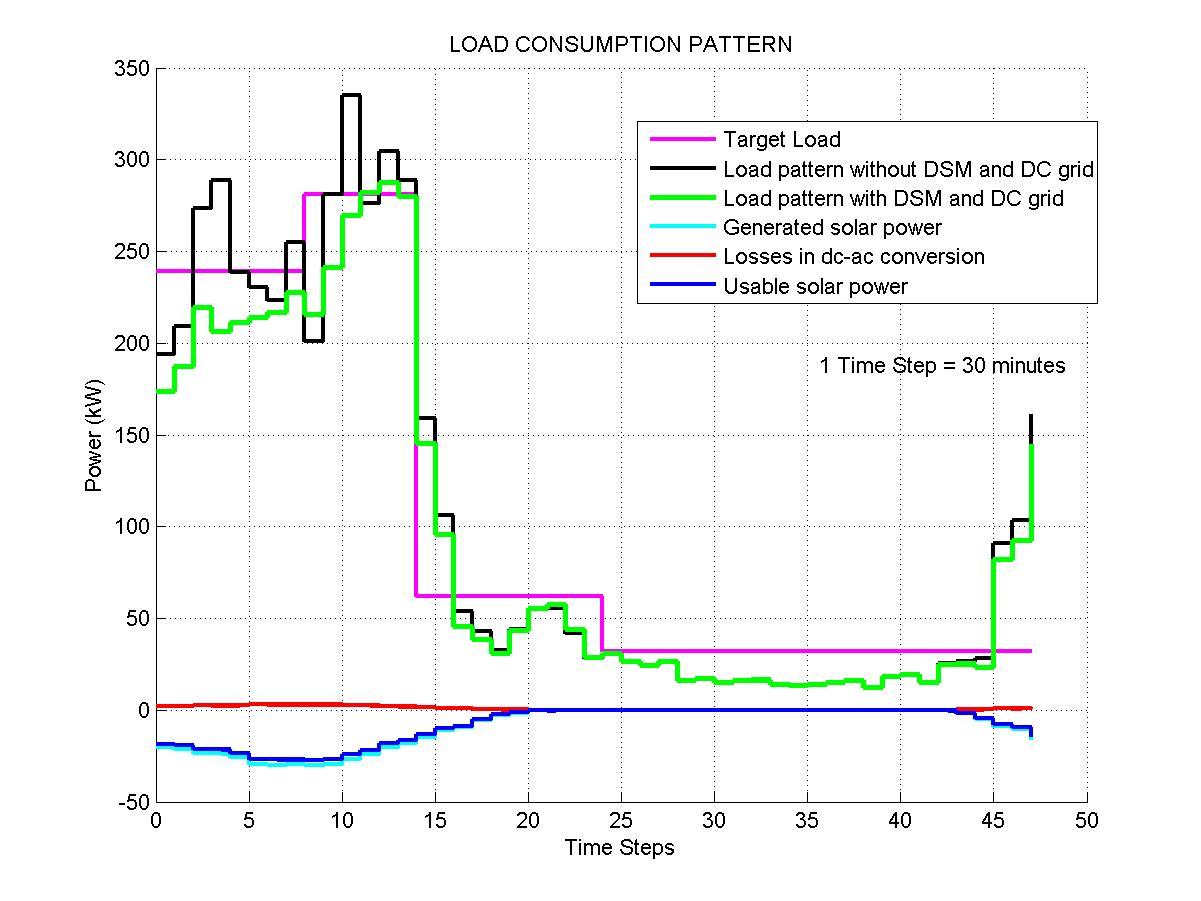 LOAD CONSUMPTION PATTERN
350
300
250
200
150
100
50
0
-50
Power (kW)
Target Load
Load pattern without DSM and DC grid
Load pattern with DSM and DC grid
Generated solar power
Losses in dc-ac conversion
Usable solar power
1 Time Step = 30 minutes
0 5 10 15 20 25 30 35 40 45 50
Time Steps